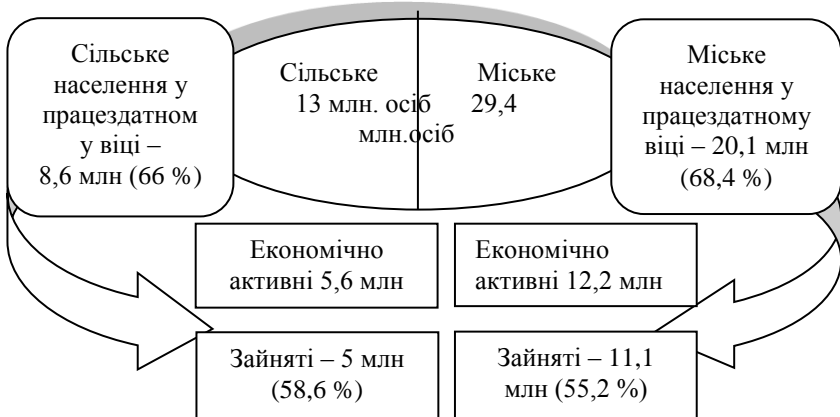 Сільське
населення у
працездатном
у віці –
8,6 млн (66 %)
Сільське Міське
13 млн. осіб 29,4
млн.осіб
Міське
населення у
працездатному
віці – 20,1 млн
(68,4 %)
Економічно
активні 5,6 млн
Економічно
активні 12,2 млн
Зайняті – 5 млн
(58,6 %)
Зайняті – 11,1
млн (55,2 %)